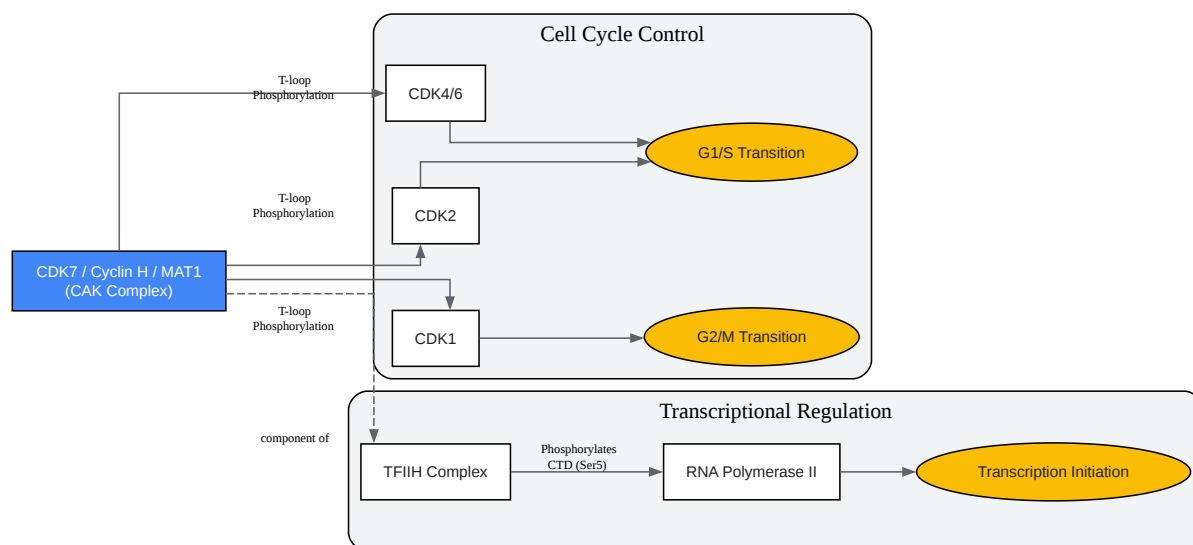 Cell Cycle Control
T-loop
Phosphorylation
CDK4/6
G1/S Transition
T-loop
Phosphorylation
CDK2
CDK7 / Cyclin H / MAT1
(CAK Complex)
T-loop
Phosphorylation
CDK1
G2/M Transition
Transcriptional Regulation
component of
TFIIH Complex
Phosphorylates
CTD (Ser5)
RNA Polymerase II
Transcription Initiation